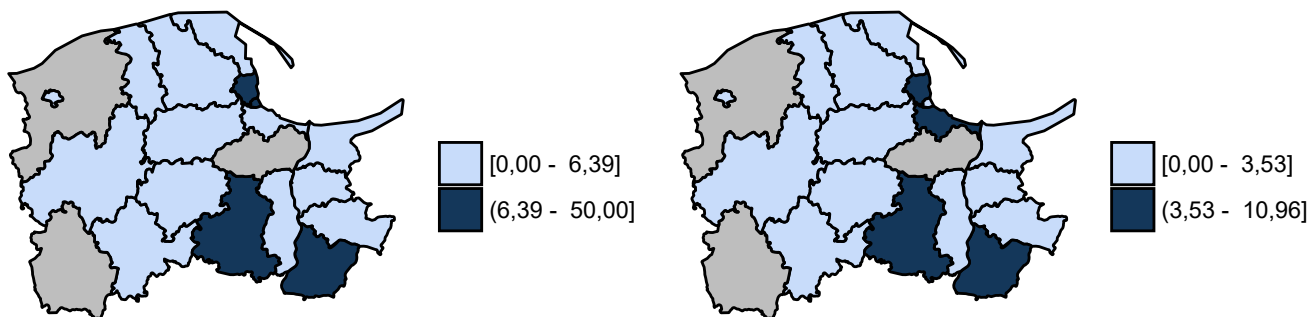 [0,00 - 6,39]
(6,39 - 50,00]
[0,00 - 3,53]
(3,53 - 10,96]